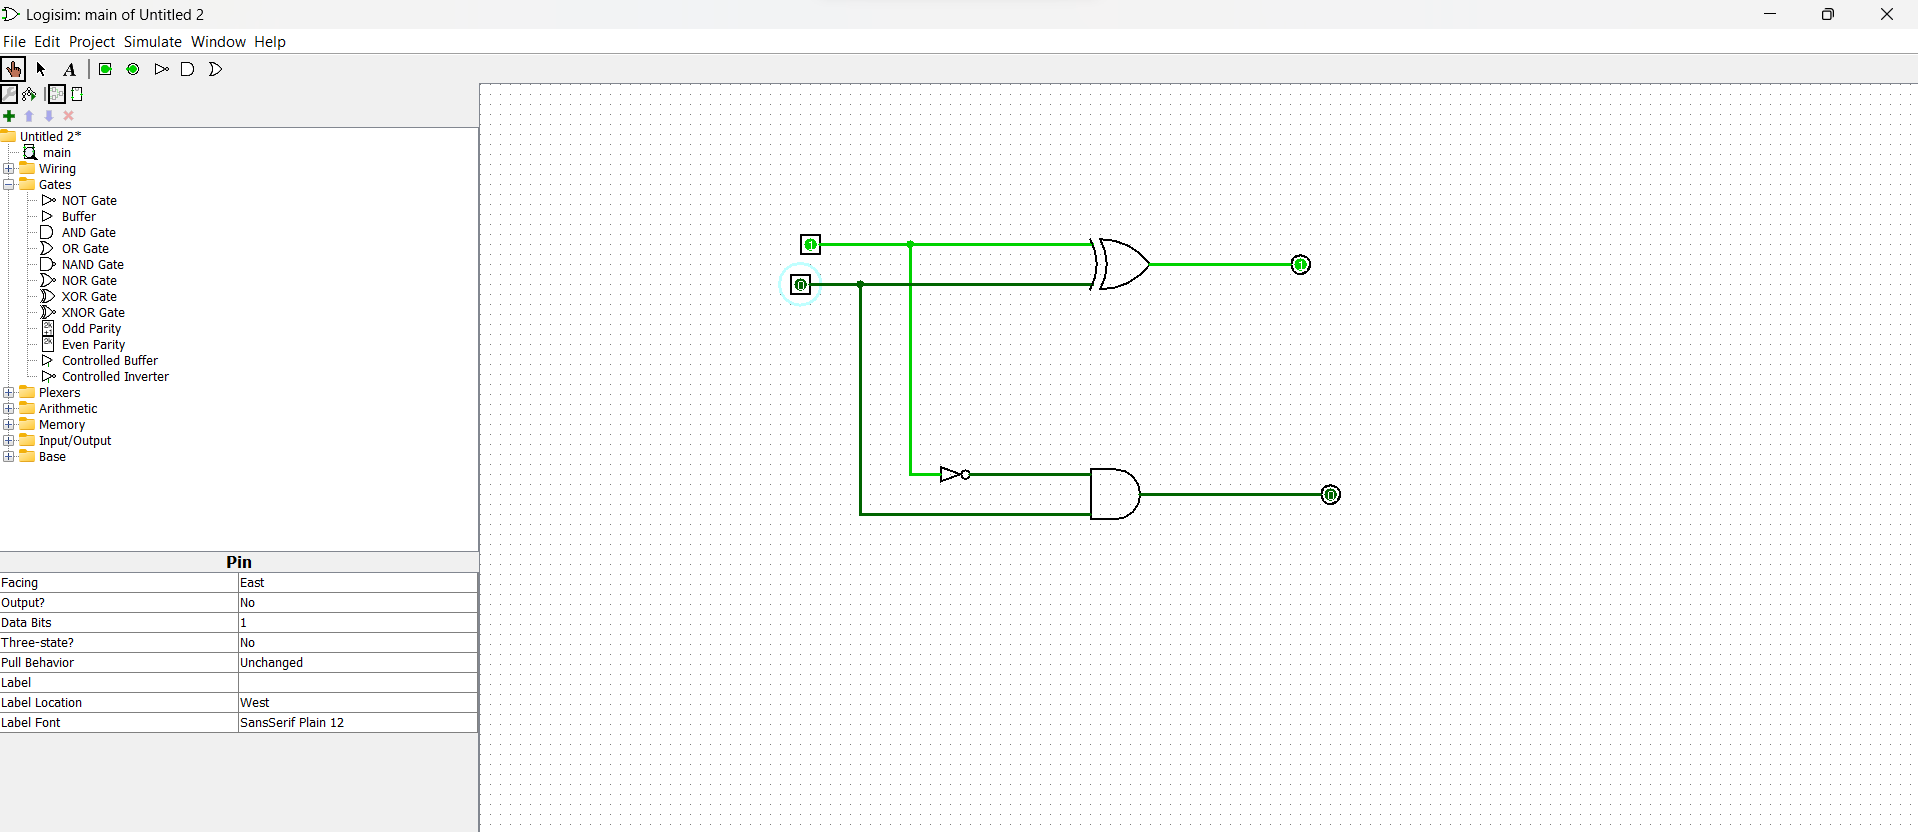 Logisim: main of Untitled 2
File Edit Project Simulate Window Help
A
Untitled 2*
main
Wiring
Gates
NOT Gate
Buffer
AND Gate
OR Gate
NAND Gate
NOR Gate
XOR Gate
XNOR Gate
2k+1 Odd Parity
2k Even Parity
Controlled Buffer
Controlled Inverter
Plexers
Arithmetic
Memory
Input/Output
Base
Pin
Facing East
Output? No
Data Bits 1
Three-state? No
Pull Behavior Unchanged
Label
Label Location West
Label Font SansSerif Plain 12
1
1
0
0